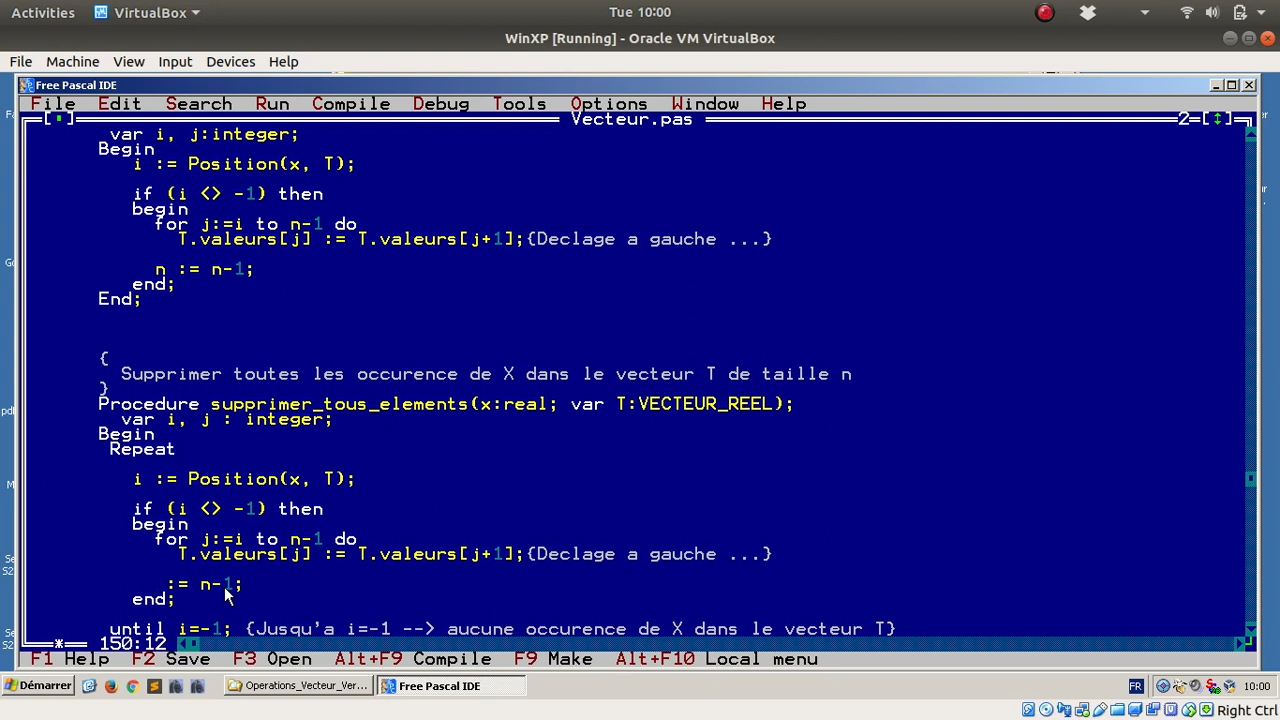 Activities VirtualBox Tue 10:00
WinXP [Running] - Oracle VM VirtualBox
File Machine View Input Devices Help
Free Pascal IDE
File Edit Search Run Compile Debug Tools Options Window Help
[▪] Vecteur.pas 2=[↕]
var i, j:integer;
Begin
i := Position(x, T);
if (i <> -1) then
begin
for j:=i to n-1 do
T.valeurs[j] := T.valeurs[j+1];{Declage a gauche ...}
n := n-1;
end;
End;
{
Supprimer toutes les occurence de X dans le vecteur T de taille n
}
Procedure supprimer_tous_elements(x:real; var T:VECTEUR_REEL);
var i, j : integer;
Begin
Repeat
i := Position(x, T);
if (i <> -1) then
begin
for j:=i to n-1 do
T.valeurs[j] := T.valeurs[j+1];{Declage a gauche ...}
:= n-1;
end;
until i=-1; {Jusqu'a i=-1 --> aucune occurence de X dans le vecteur T}
* 150:12
F1 Help F2 Save F3 Open Alt+F9 Compile F9 Make Alt+F10 Local menu
Démarrer Operations_Vecteur_Ver... Free Pascal IDE FR 10:00
Right Ctrl